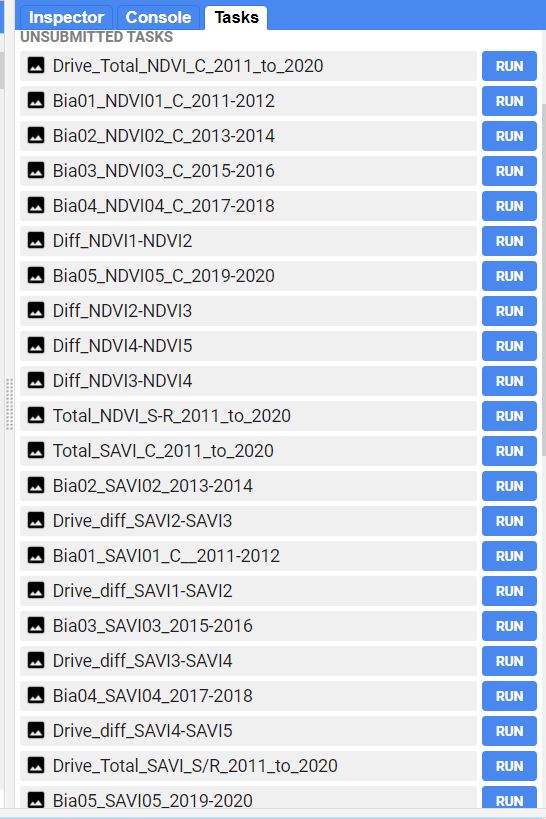 Inspector Console Tasks
UNSUBMITTED TASKS
Drive_Total_NDVI_C_2011_to_2020 RUN
Bia01_NDVI01_C_2011-2012 RUN
Bia02_NDVI02_C_2013-2014 RUN
Bia03_NDVI03_C_2015-2016 RUN
Bia04_NDVI04_C_2017-2018 RUN
Diff_NDVI1-NDVI2 RUN
Bia05_NDVI05_C_2019-2020 RUN
Diff_NDVI2-NDVI3 RUN
Diff_NDVI4-NDVI5 RUN
Diff_NDVI3-NDVI4 RUN
Total_NDVI_S-R_2011_to_2020 RUN
Total_SAVI_C_2011_to_2020 RUN
Bia02_SAVI02_2013-2014 RUN
Drive_diff_SAVI2-SAVI3 RUN
Bia01_SAVI01_C__2011-2012 RUN
Drive_diff_SAVI1-SAVI2 RUN
Bia03_SAVI03_2015-2016 RUN
Drive_diff_SAVI3-SAVI4 RUN
Bia04_SAVI04_2017-2018 RUN
Drive_diff_SAVI4-SAVI5 RUN
Drive_Total_SAVI_S/R_2011_to_2020 RUN
Bia05_SAVI05_2019-2020 RUN